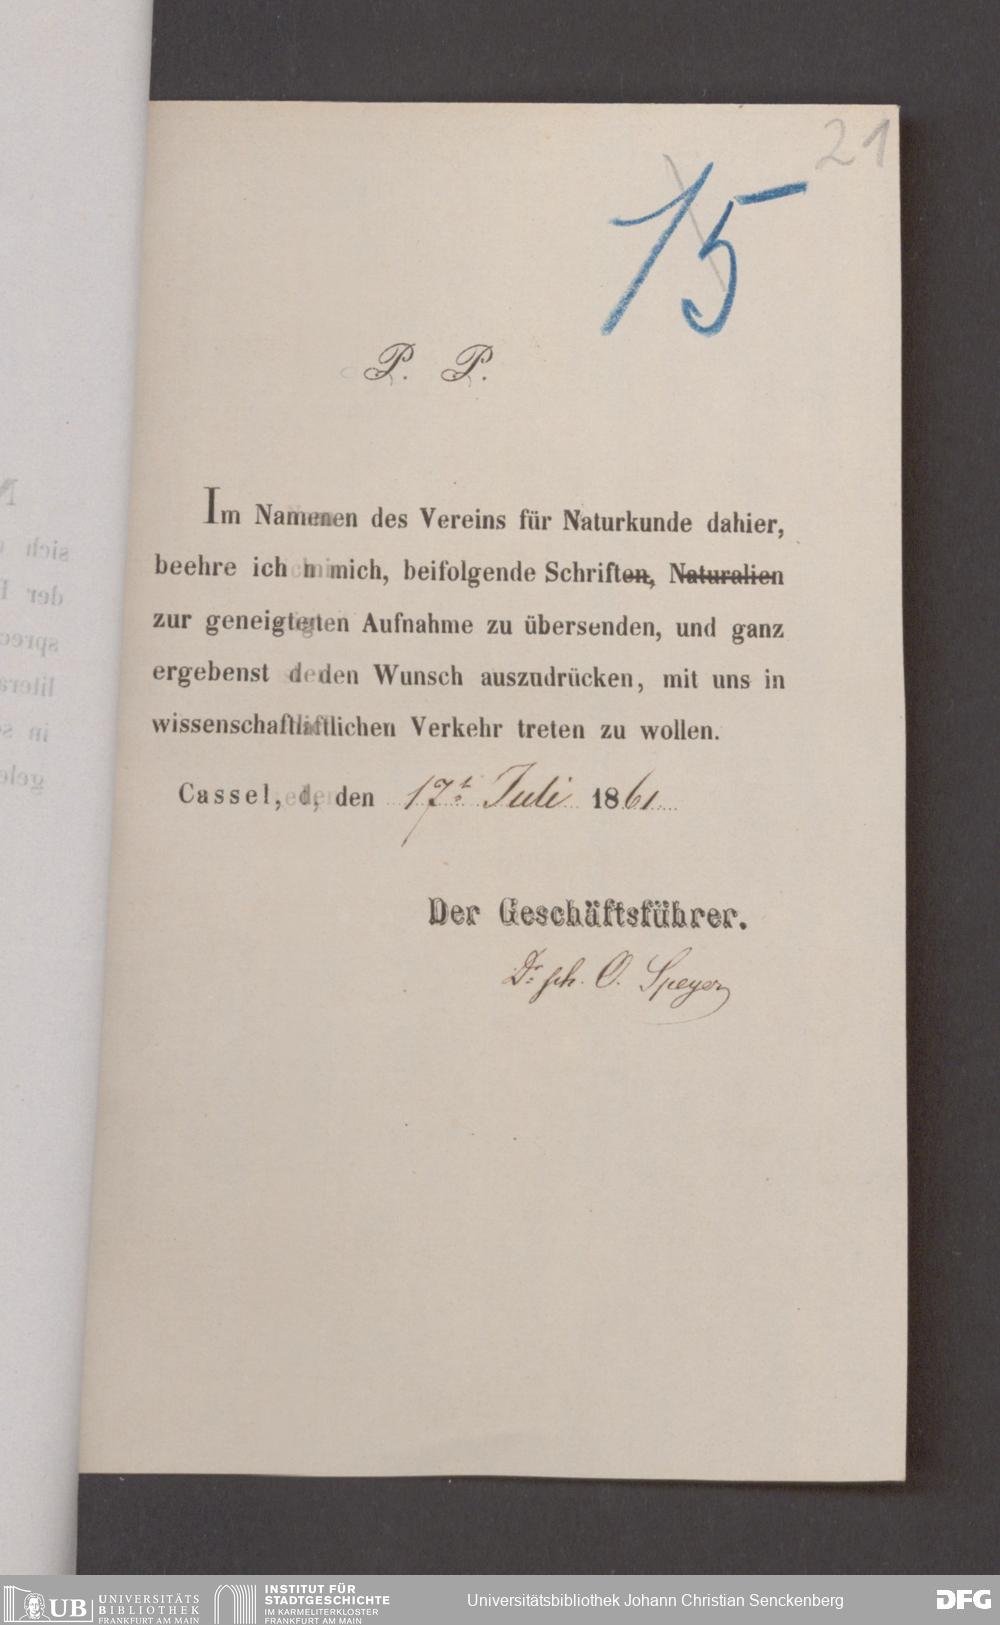 21
15
P. P.
Im Namen des Vereins für Naturkunde dahier,
beehre ich mich, beifolgende Schriften, Naturalien
zur geneigten Aufnahme zu übersenden, und ganz
ergebenst den Wunsch auszudrücken, mit uns in
wissenschaftlichen Verkehr treten zu wollen.
Cassel, den 17t. Juli 1861
Der Geschäftsführer.
Dr. ph. O. Speyer
UB UNIVERSITÄTS
BIBLIOTHEK
FRANKFURT AM MAIN
INSTITUT FÜR
STADTGESCHICHTE
IM KARMELITERKLOSTER
FRANKFURT AM MAIN
Universitätsbibliothek Johann Christian Senckenberg
DFG